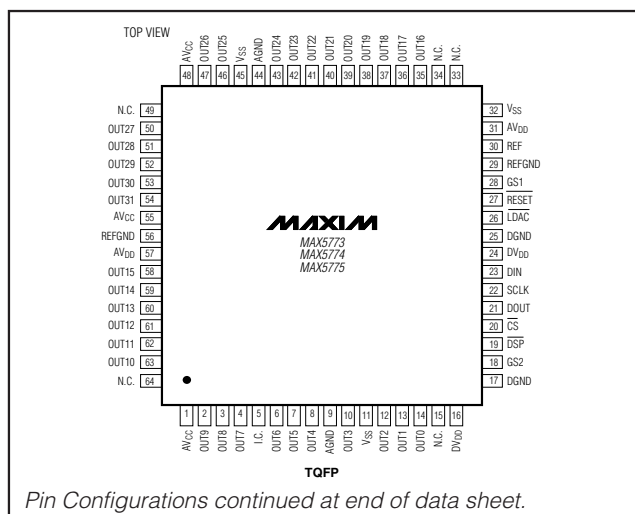 TOP VIEW
AVCC OUT26 OUT25 VSS AGND OUT24 OUT23 OUT22 OUT21 OUT20 OUT19 OUT18 OUT17 OUT16 N.C. N.C.
48 47 46 45 44 43 42 41 40 39 38 37 36 35 34 33
N.C. 49
OUT27 50
OUT28 51
OUT29 52
OUT30 53
OUT31 54
AVCC 55
REFGND 56
AVDD 57
OUT15 58
OUT14 59
OUT13 60
OUT12 61
OUT11 62
OUT10 63
N.C. 64
MAXIM
MAX5773
MAX5774
MAX5775
32 VSS
31 AVDD
30 REF
29 REFGND
28 GS1
27 RESET
26 LDAC
25 DGND
24 DVDD
23 DIN
22 SCLK
21 DOUT
20 CS
19 DSP
18 GS2
17 DGND
1 2 3 4 5 6 7 8 9 10 11 12 13 14 15 16
AVCC OUT9 OUT8 OUT7 I.C. OUT6 OUT5 OUT4 AGND OUT3 VSS OUT2 OUT1 OUT0 N.C. DVDD
TQFP
Pin Configurations continued at end of data sheet.